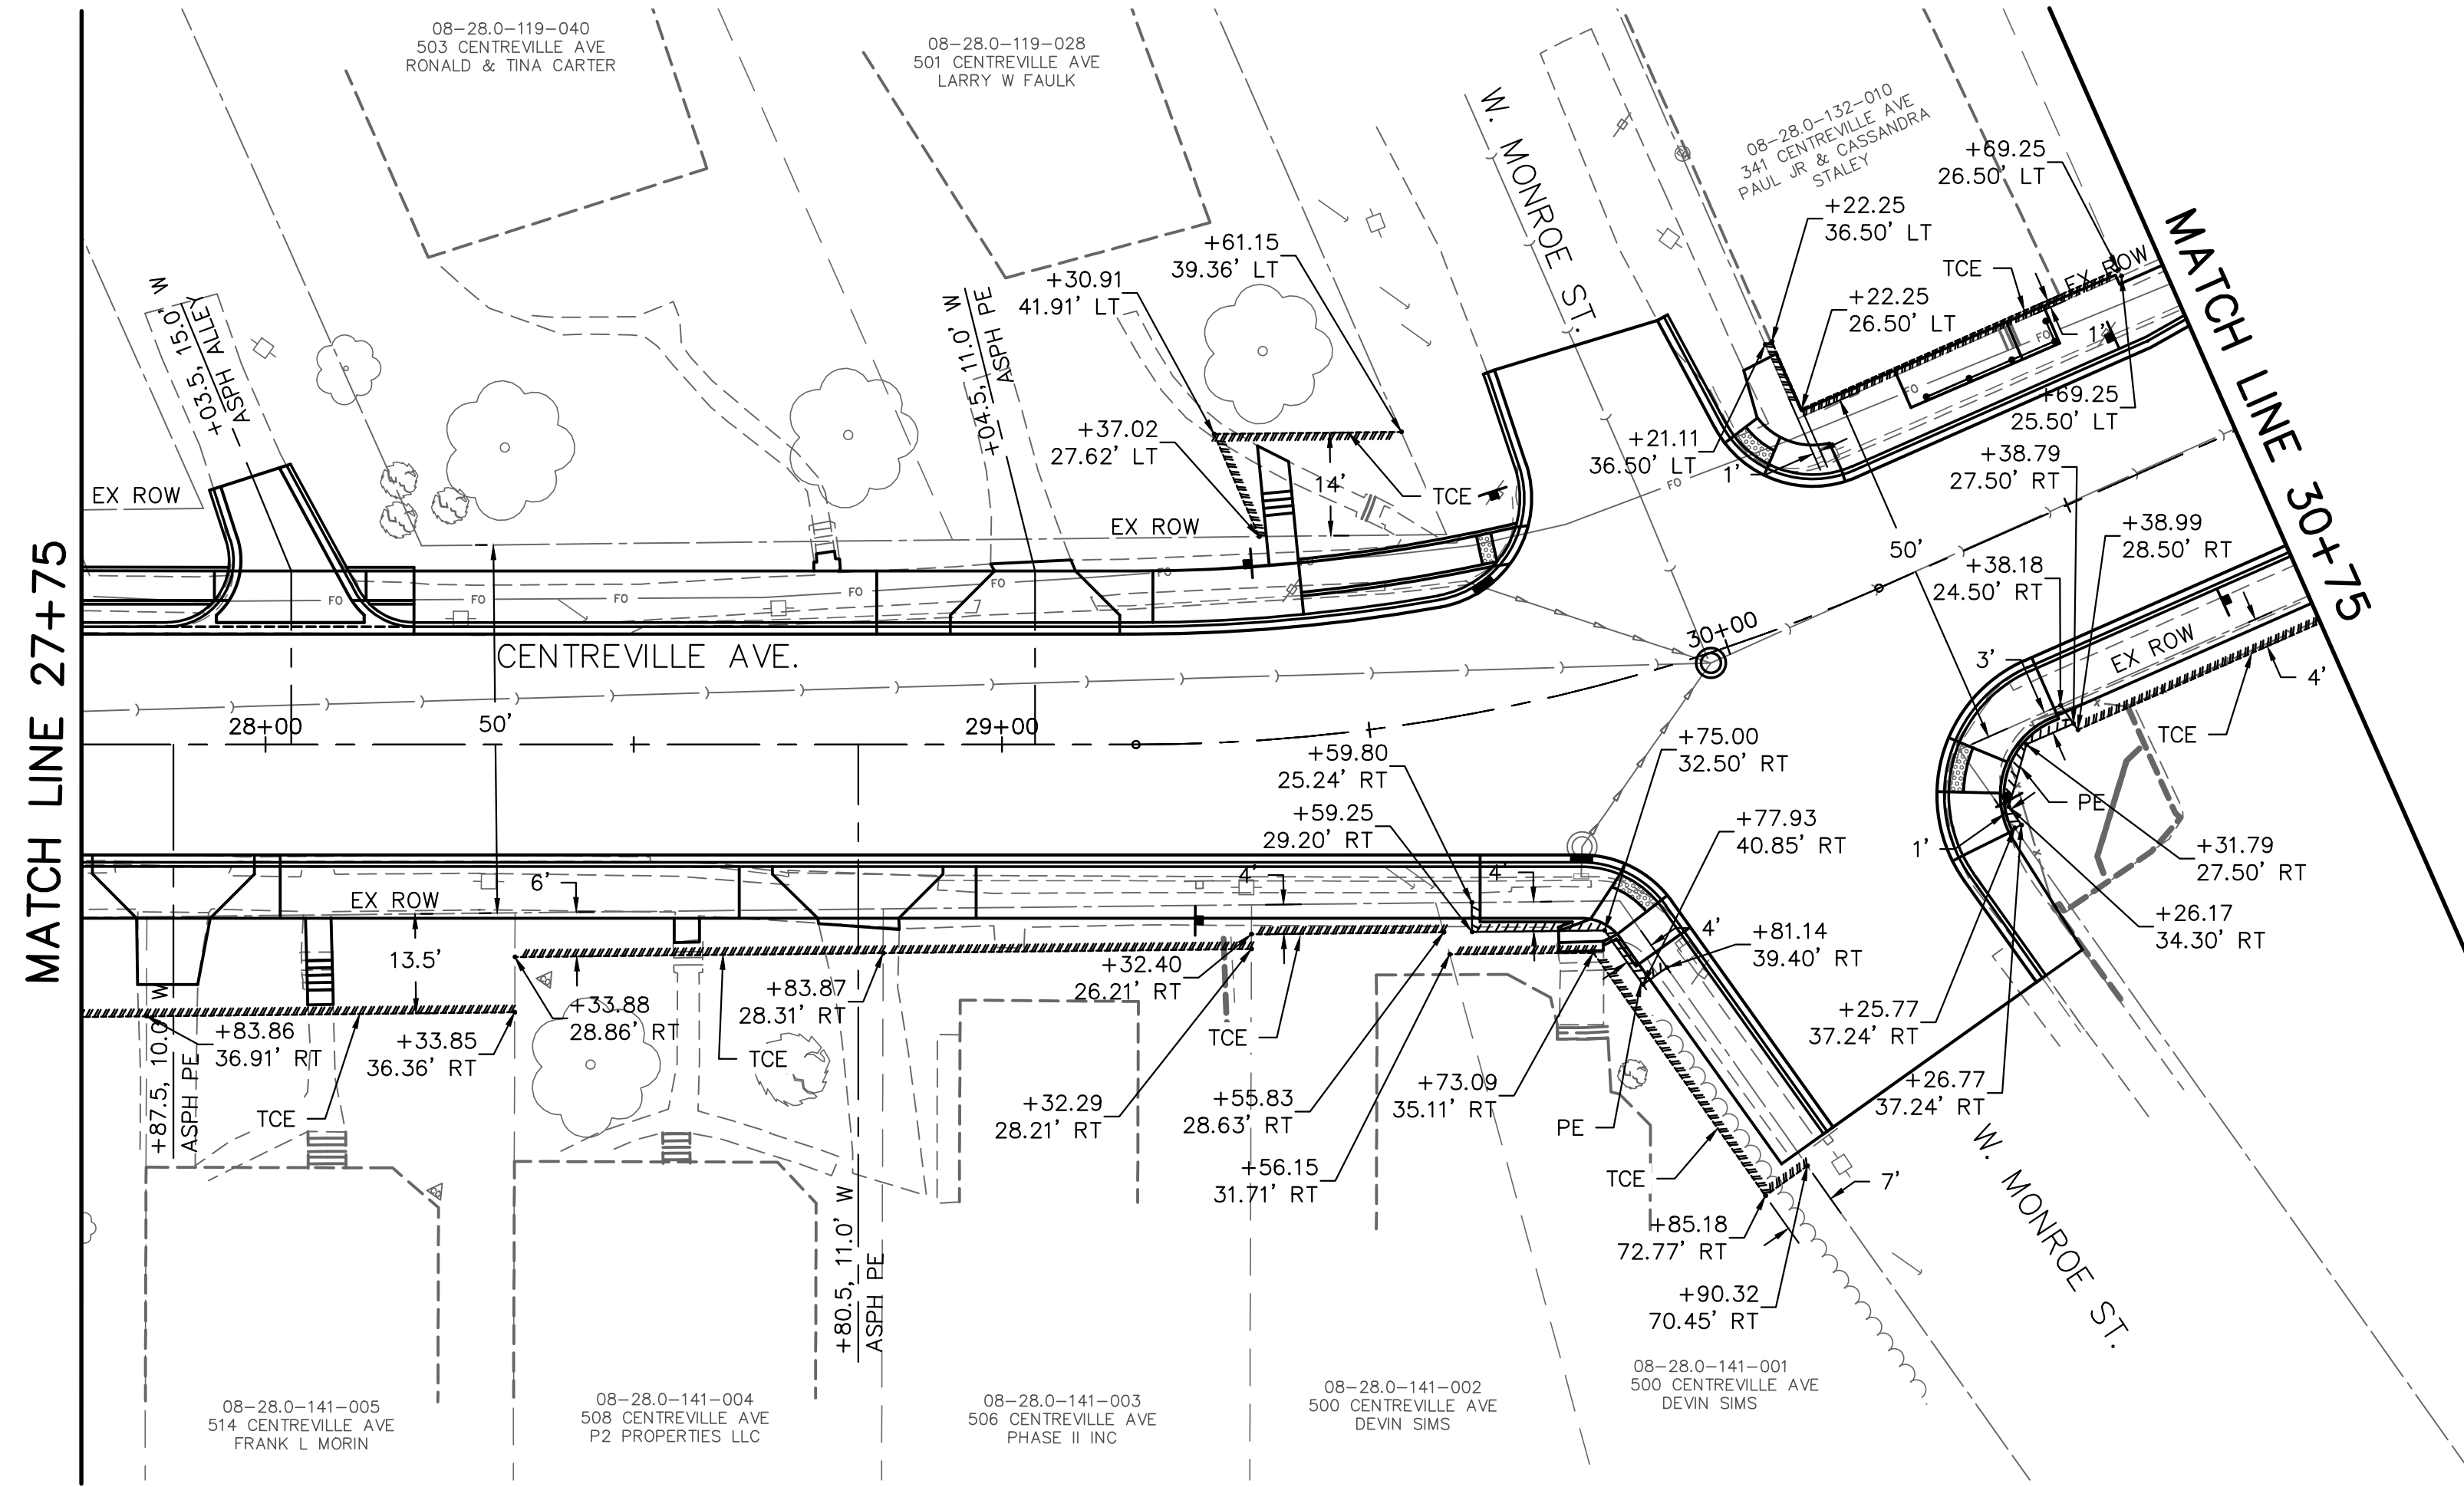 08-28.0-119-040
503 CENTREVILLE AVE
RONALD & TINA CARTER
08-28.0-119-028
501 CENTREVILLE AVE
LARRY W FAULK
W. MONROE ST.
08-28.0-132-010
341 CENTREVILLE AVE
PAUL JR & CASSANDRA
STALEY
+69.25
26.50' LT
+22.25
36.50' LT
TCE
EX ROW
+22.25
26.50' LT
1'
MATCH LINE 30+75
+61.15
39.36' LT
+30.91
41.91' LT
+03.5, 15.0' W
ASPH ALLEY
+04.5, 11.0' W
ASPH PE
+37.02
27.62' LT
14'
TCE
+21.11
36.50' LT
1'
FO
FO
FO
+69.25
25.50' LT
+38.79
27.50' RT
EX ROW
EX ROW
FO
FO
FO
FO
FO
FO
FO
50'
+38.99
28.50' RT
+38.18
24.50' RT
MATCH LINE 27+75
CENTREVILLE AVE.
30+00
3'
EX ROW
4'
TCE
28+00
50'
29+00
+59.80
25.24' RT
+75.00
32.50' RT
+59.25
29.20' RT
+77.93
40.85' RT
PE
1'
+31.79
27.50' RT
6'
EX ROW
4'
4'
13.5'
4'
+81.14
39.40' RT
+26.17
34.30' RT
+32.40
26.21' RT
+83.87
28.31' RT
+33.88
28.86' RT
+83.86
36.91' RT
+33.85
36.36' RT
TCE
TCE
TCE
+25.77
37.24' RT
+87.5, 10.0' W
ASPH PE
+32.29
28.21' RT
+55.83
28.63' RT
+73.09
35.11' RT
PE
+26.77
37.24' RT
+56.15
31.71' RT
TCE
7'
W. MONROE ST.
+80.5, 11.0' W
ASPH PE
+85.18
72.77' RT
+90.32
70.45' RT
08-28.0-141-005
514 CENTREVILLE AVE
FRANK L MORIN
08-28.0-141-004
508 CENTREVILLE AVE
P2 PROPERTIES LLC
08-28.0-141-003
506 CENTREVILLE AVE
PHASE II INC
08-28.0-141-002
500 CENTREVILLE AVE
DEVIN SIMS
08-28.0-141-001
500 CENTREVILLE AVE
DEVIN SIMS